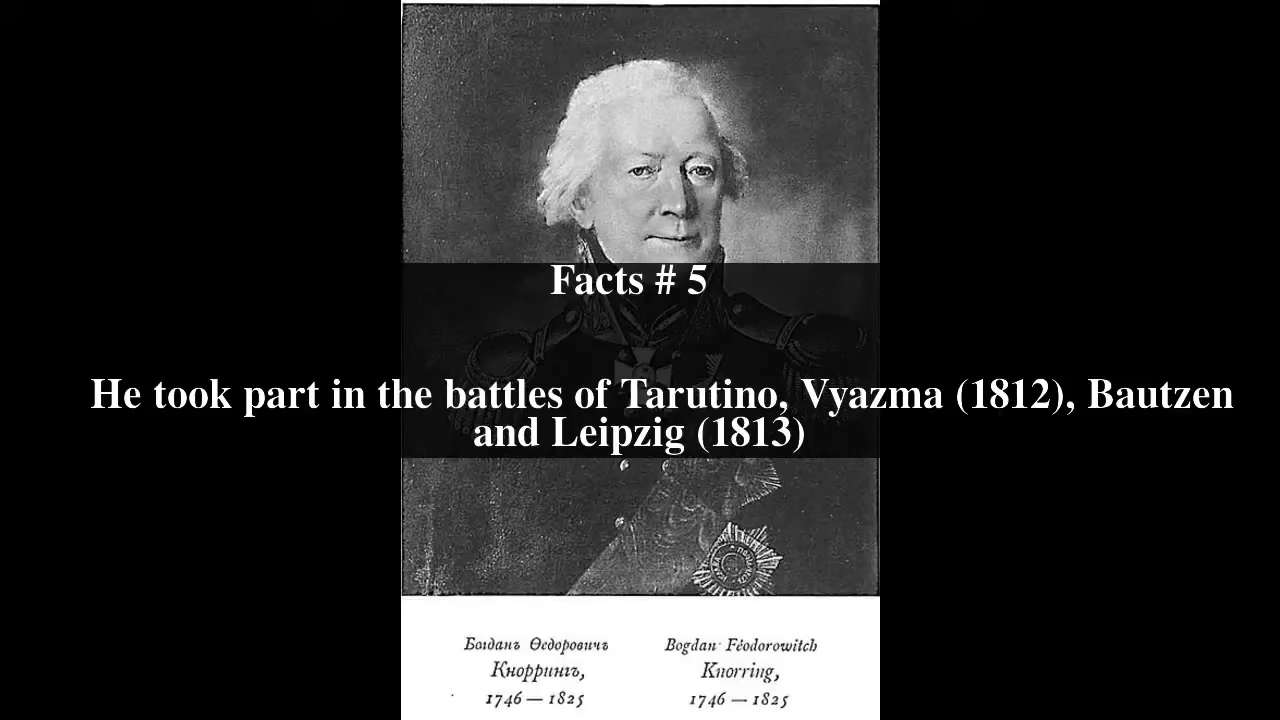 Facts # 5
He took part in the battles of Tarutino, Vyazma (1812), Bautzen
and Leipzig (1813)
Богданъ Ѳедоровичъ
Кноррингъ,
1746 — 1825
Bogdan Féodorowitch
Knorring,
1746 — 1825